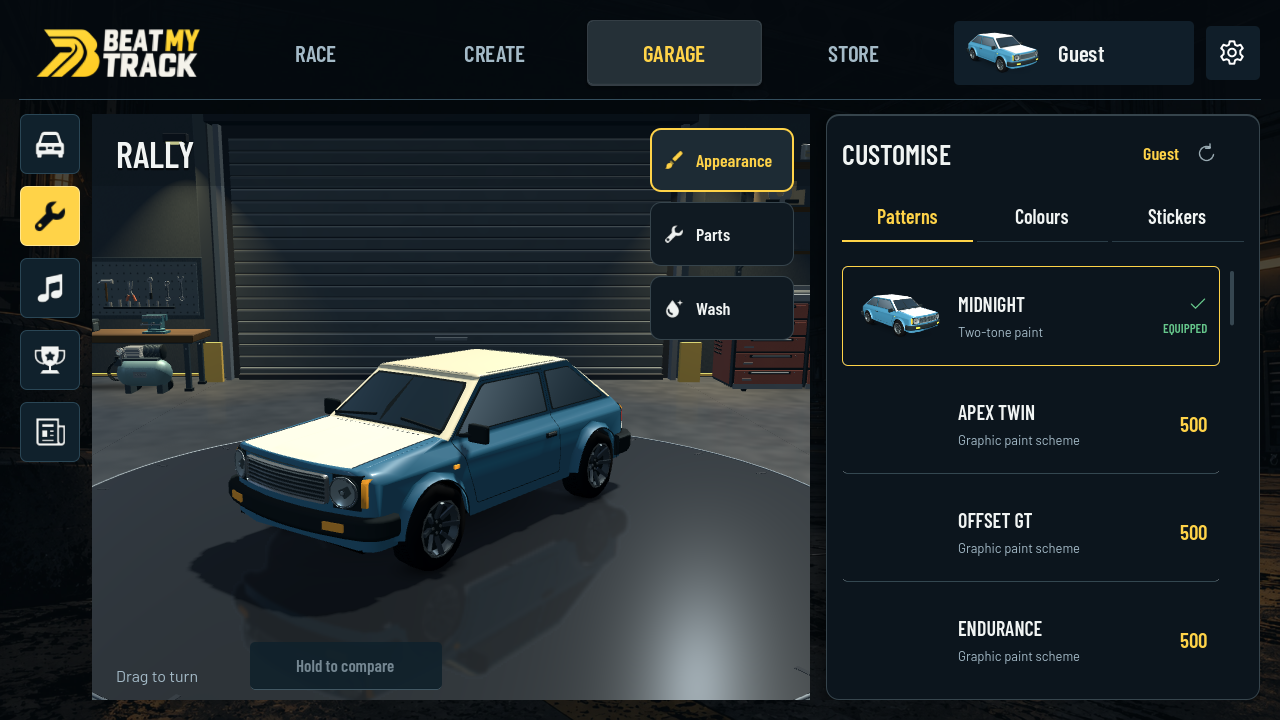 BEAT MY TRACK
RACE
CREATE
GARAGE
STORE
Guest
RALLY
Appearance
Parts
Wash
Hold to compare
Drag to turn
CUSTOMISE
Guest
Patterns
Colours
Stickers
MIDNIGHT
Two-tone paint
EQUIPPED
APEX TWIN
Graphic paint scheme
500
OFFSET GT
Graphic paint scheme
500
ENDURANCE
Graphic paint scheme
500